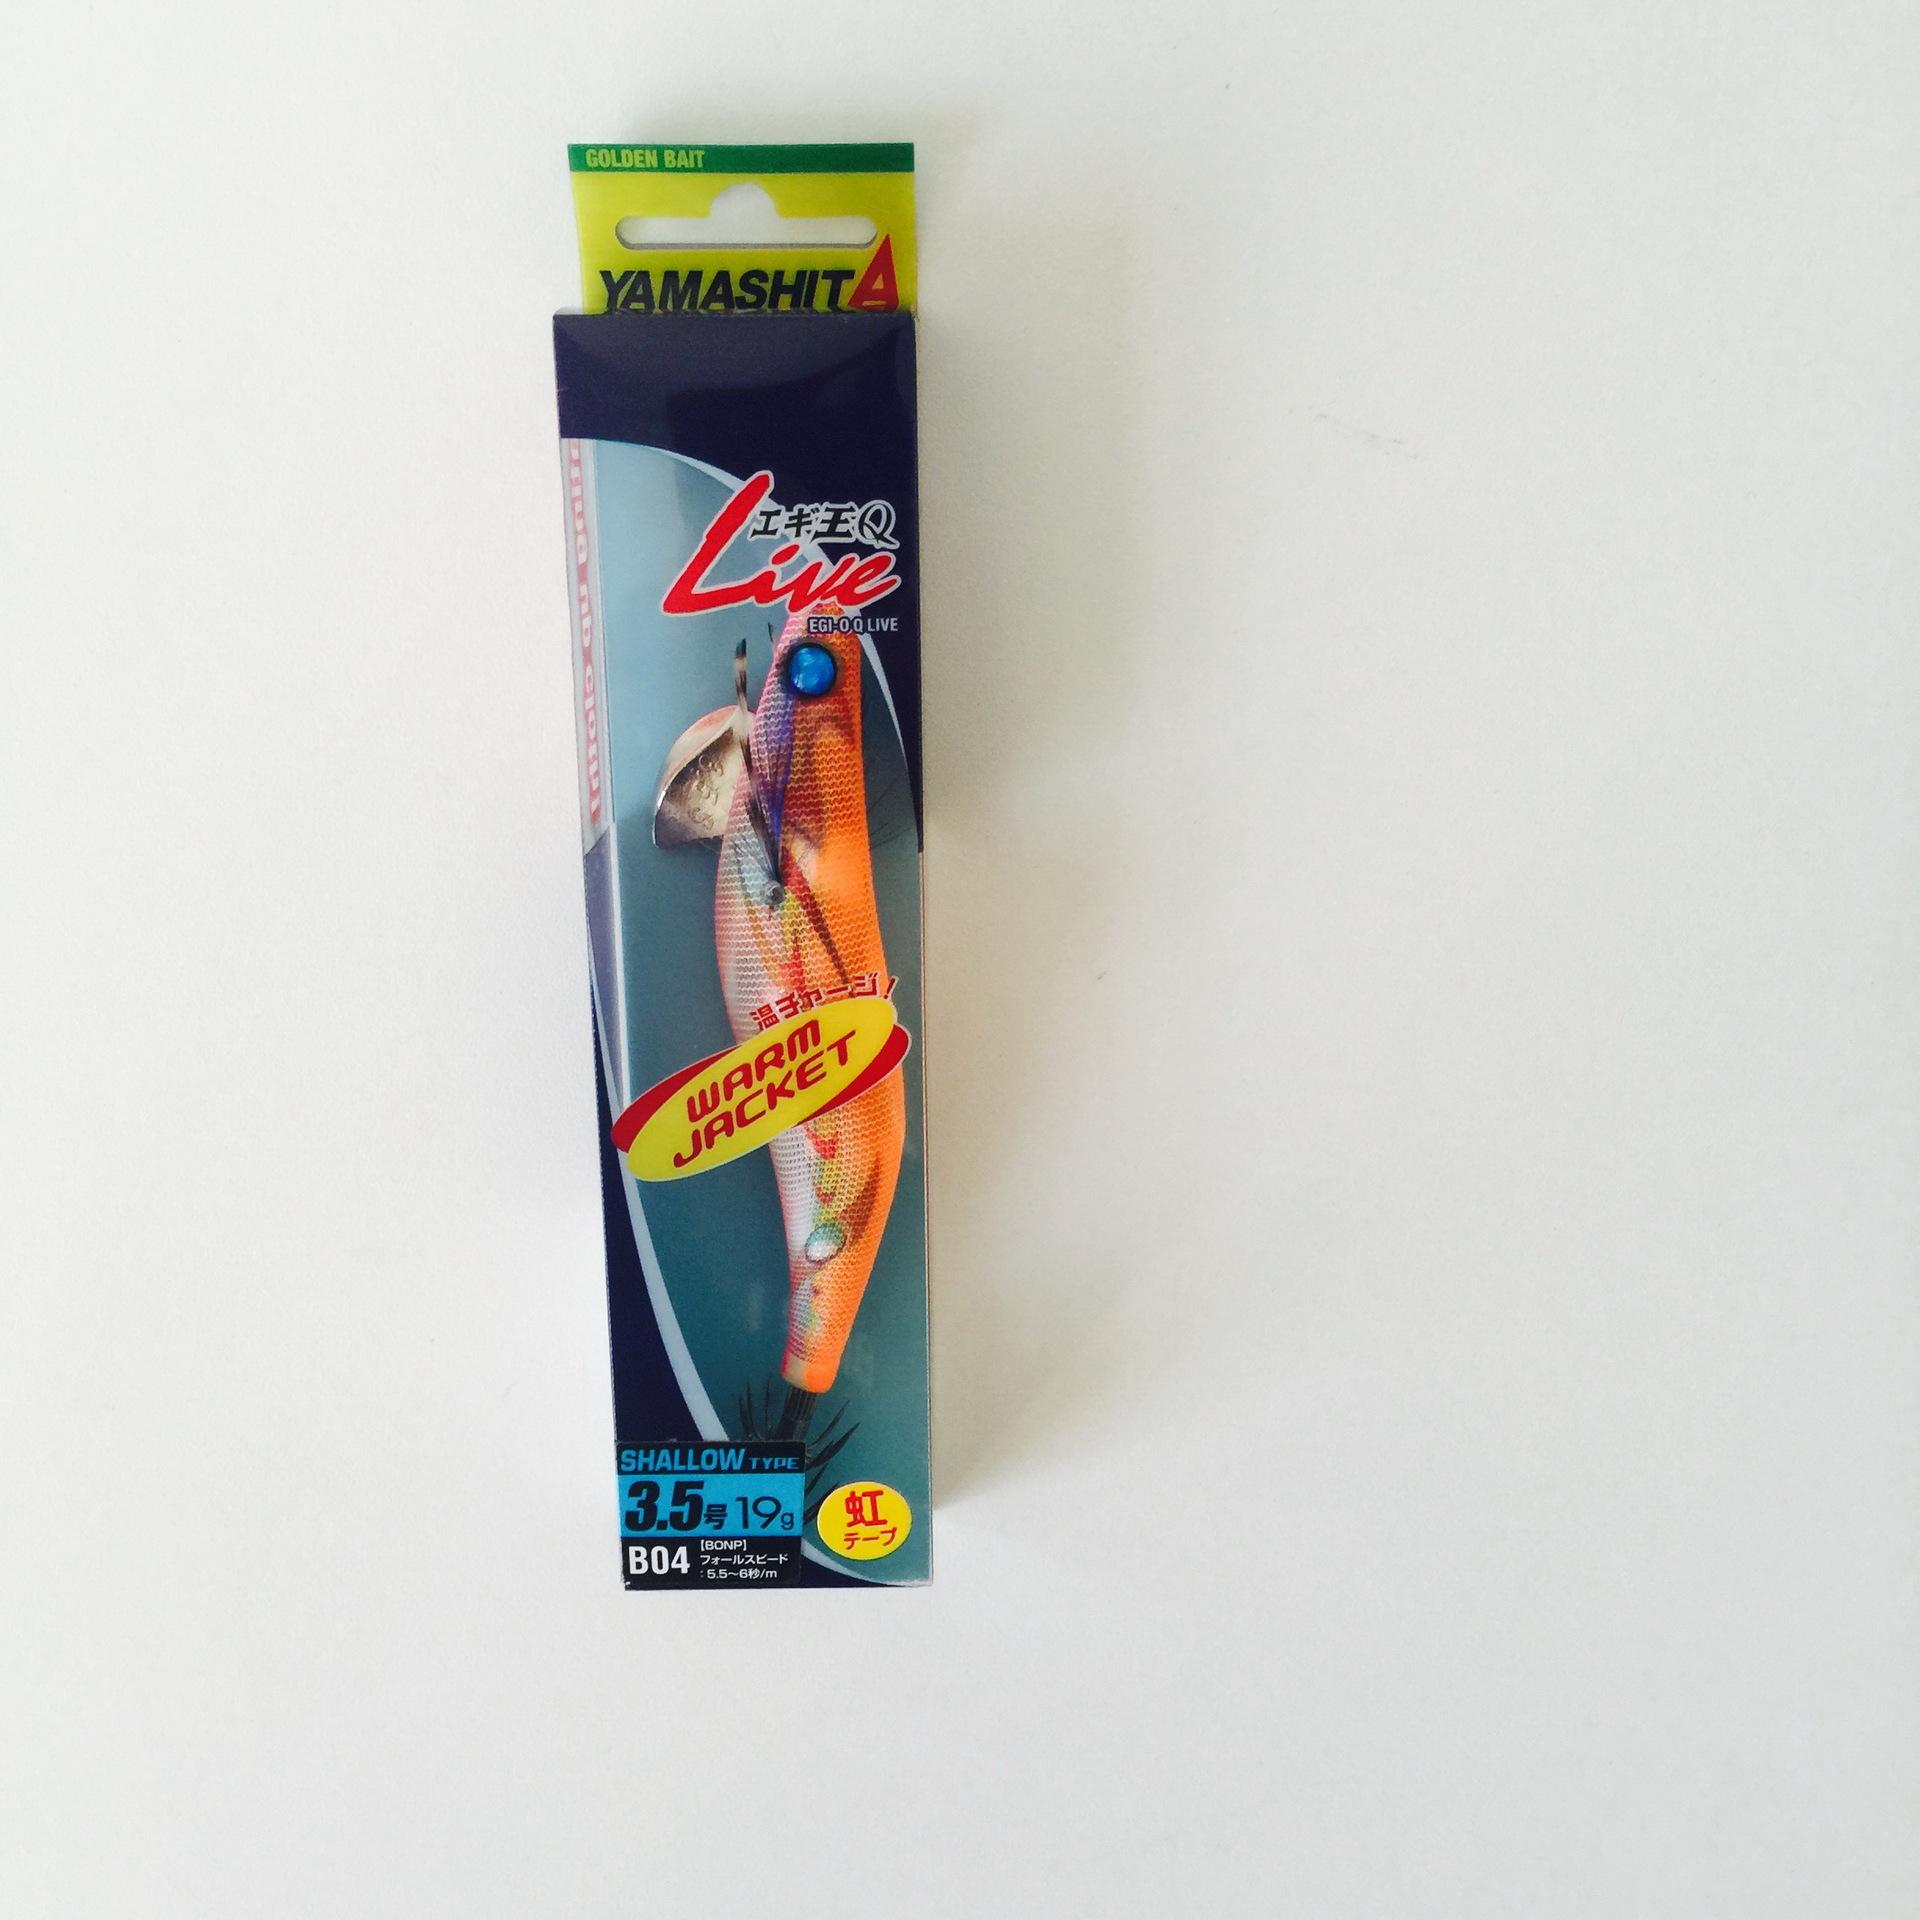 GOLDEN BAIT
YAMASHITA
エギ王Q
Live
EGI-O Q LIVE
温チャージ!
WARM
JACKET
SHALLOW TYPE
3.5号 19g
B04
【BONP】
フォールスピード
:5.5〜6秒/m
虹
テープ